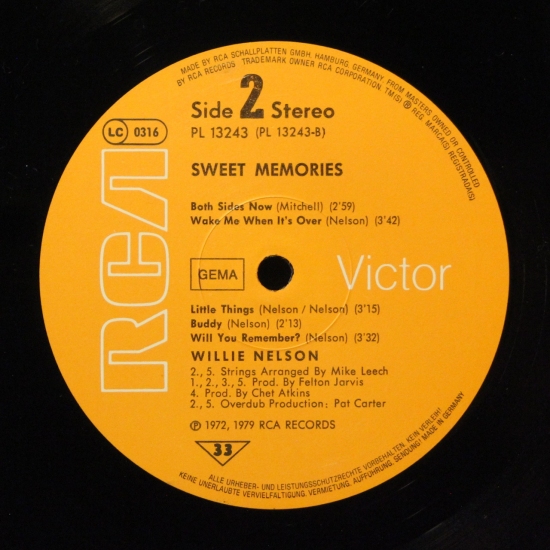 MADE BY RCA SCHALLPLATTEN GMBH, HAMBURG, GERMANY, FROM MASTERS OWNED OR CONTROLLED
BY RCA RECORDS TRADEMARK OWNER RCA CORPORATION, TM(S) ® REG. MARCA(S) REGISTRADA(S)
Side 2 Stereo
PL 13243 (PL 13243-B)
LC 0316
SWEET MEMORIES
Both Sides Now (Mitchell) (2'59)
Wake Me When It's Over (Nelson) (3'42)
RCA
GEMA
Victor
Little Things (Nelson / Nelson) (3'15)
Buddy (Nelson) (2'13)
Will You Remember? (Nelson) (3'32)
WILLIE NELSON
2., 5. Strings Arranged By Mike Leech
1., 2., 3., 5. Prod. By Felton Jarvis
4. Prod. By Chet Atkins
2., 5. Overdub Production: Pat Carter
℗ 1972, 1979 RCA RECORDS
33
ALLE URHEBER- UND LEISTUNGSSCHUTZRECHTE VORBEHALTEN, KEIN VERLEIH!
KEINE UNERLAUBTE VERVIELFÄLTIGUNG, VERMIETUNG, AUFFÜHRUNG, SENDUNG! MADE IN GERMANY